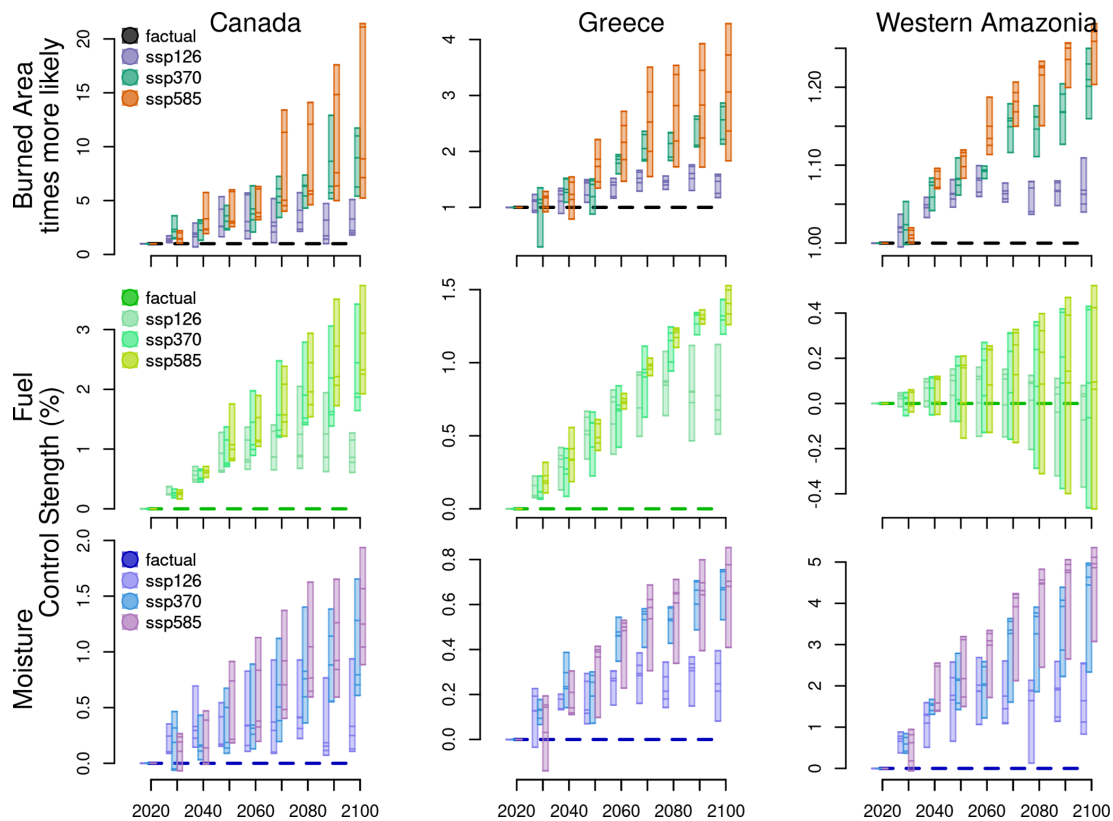 Canada
Greece
Western Amazonia
Burned Area
times more likely
factual
ssp126
ssp370
ssp585
0
5
10
15
20
1
2
3
4
1.00
1.10
1.20
Fuel
Control Stength (%)
factual
ssp126
ssp370
ssp585
0
1
2
3
0.0
0.5
1.0
1.5
-0.4
-0.2
0.0
0.2
0.4
Moisture
factual
ssp126
ssp370
ssp585
0.0
0.5
1.0
1.5
2.0
0.0
0.2
0.4
0.6
0.8
0
1
2
3
4
5
2020 2040 2060 2080 2100
2020 2040 2060 2080 2100
2020 2040 2060 2080 2100